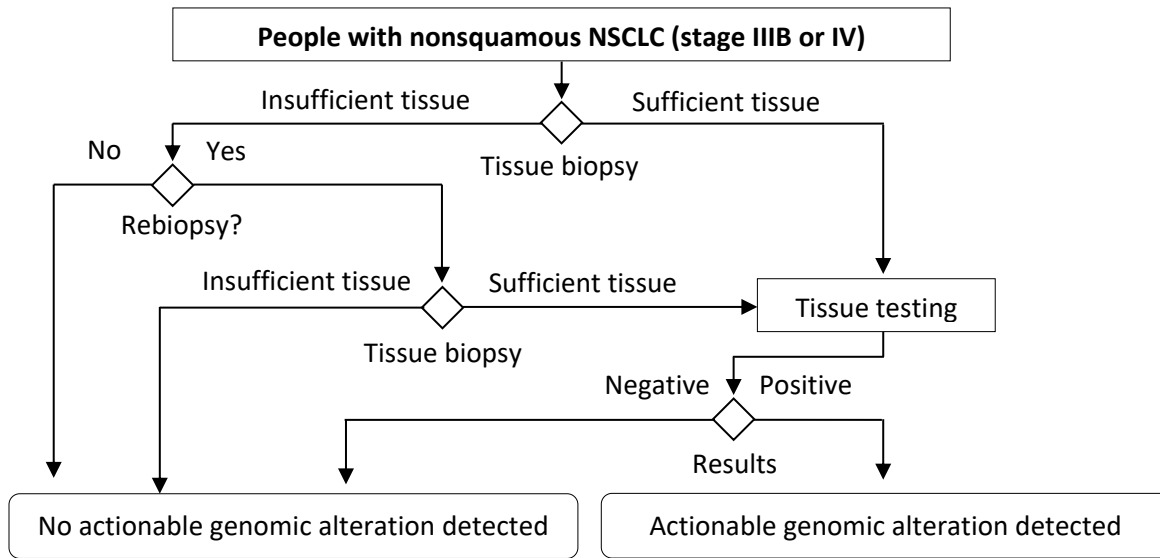 People with nonsquamous NSCLC (stage IIIB or IV)
Insufficient tissue
Sufficient tissue
Tissue biopsy
No
Yes
Rebiopsy?
Insufficient tissue
Sufficient tissue
Tissue biopsy
Tissue testing
Negative
Positive
Results
No actionable genomic alteration detected
Actionable genomic alteration detected